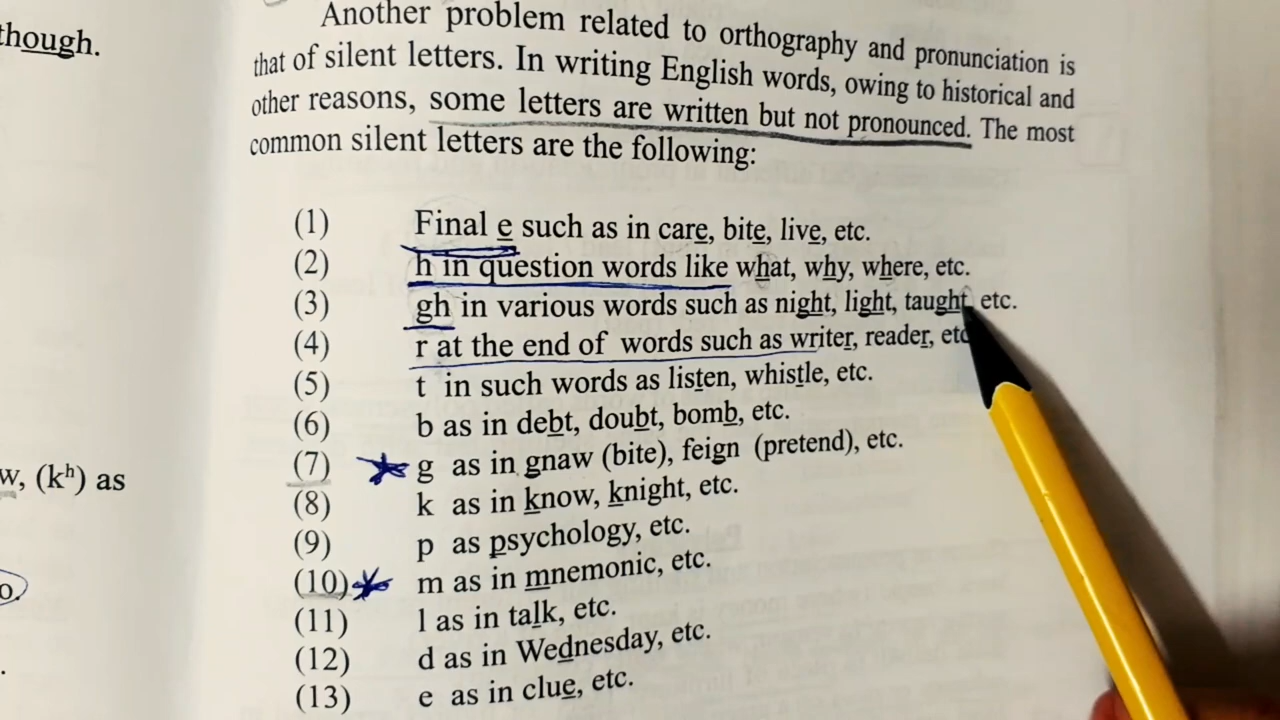 though.
Another problem related to orthography and pronunciation is
that of silent letters. In writing English words, owing to historical and
other reasons, some letters are written but not pronounced. The most
common silent letters are the following:
(1) Final e such as in care, bite, live, etc.
(2) h in question words like what, why, where, etc.
(3) gh in various words such as night, light, taught, etc.
(4) r at the end of words such as writer, reader, etc
(5) t in such words as listen, whistle, etc.
(6) b as in debt, doubt, bomb, etc.
(7) g as in gnaw (bite), feign (pretend), etc.
w, (kʰ) as
(8) k as in know, knight, etc.
(9) p as psychology, etc.
(10) m as in mnemonic, etc.
o.
(11) l as in talk, etc.
(12) d as in Wednesday, etc.
(13) e as in clue, etc.